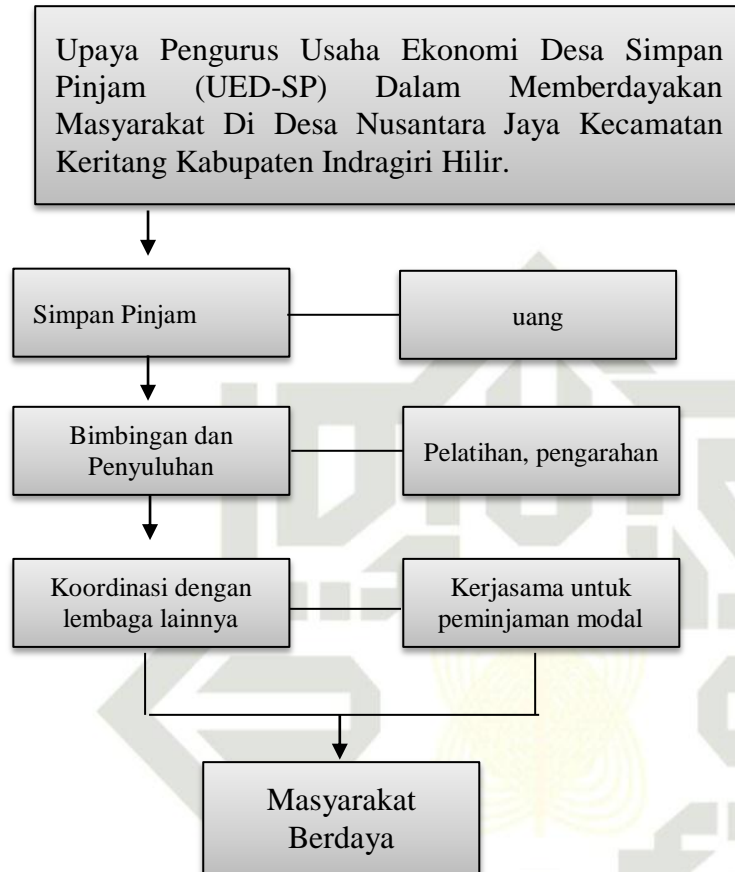 Upaya Pengurus Usaha Ekonomi Desa Simpan
Pinjam (UED-SP) Dalam Memberdayakan
Masyarakat Di Desa Nusantara Jaya Kecamatan
Keritang Kabupaten Indragiri Hilir.
Simpan Pinjam
uang
Bimbingan dan
Penyuluhan
Pelatihan, pengarahan
Koordinasi dengan
lembaga lainnya
Kerjasama untuk
peminjaman modal
Masyarakat
Berdaya